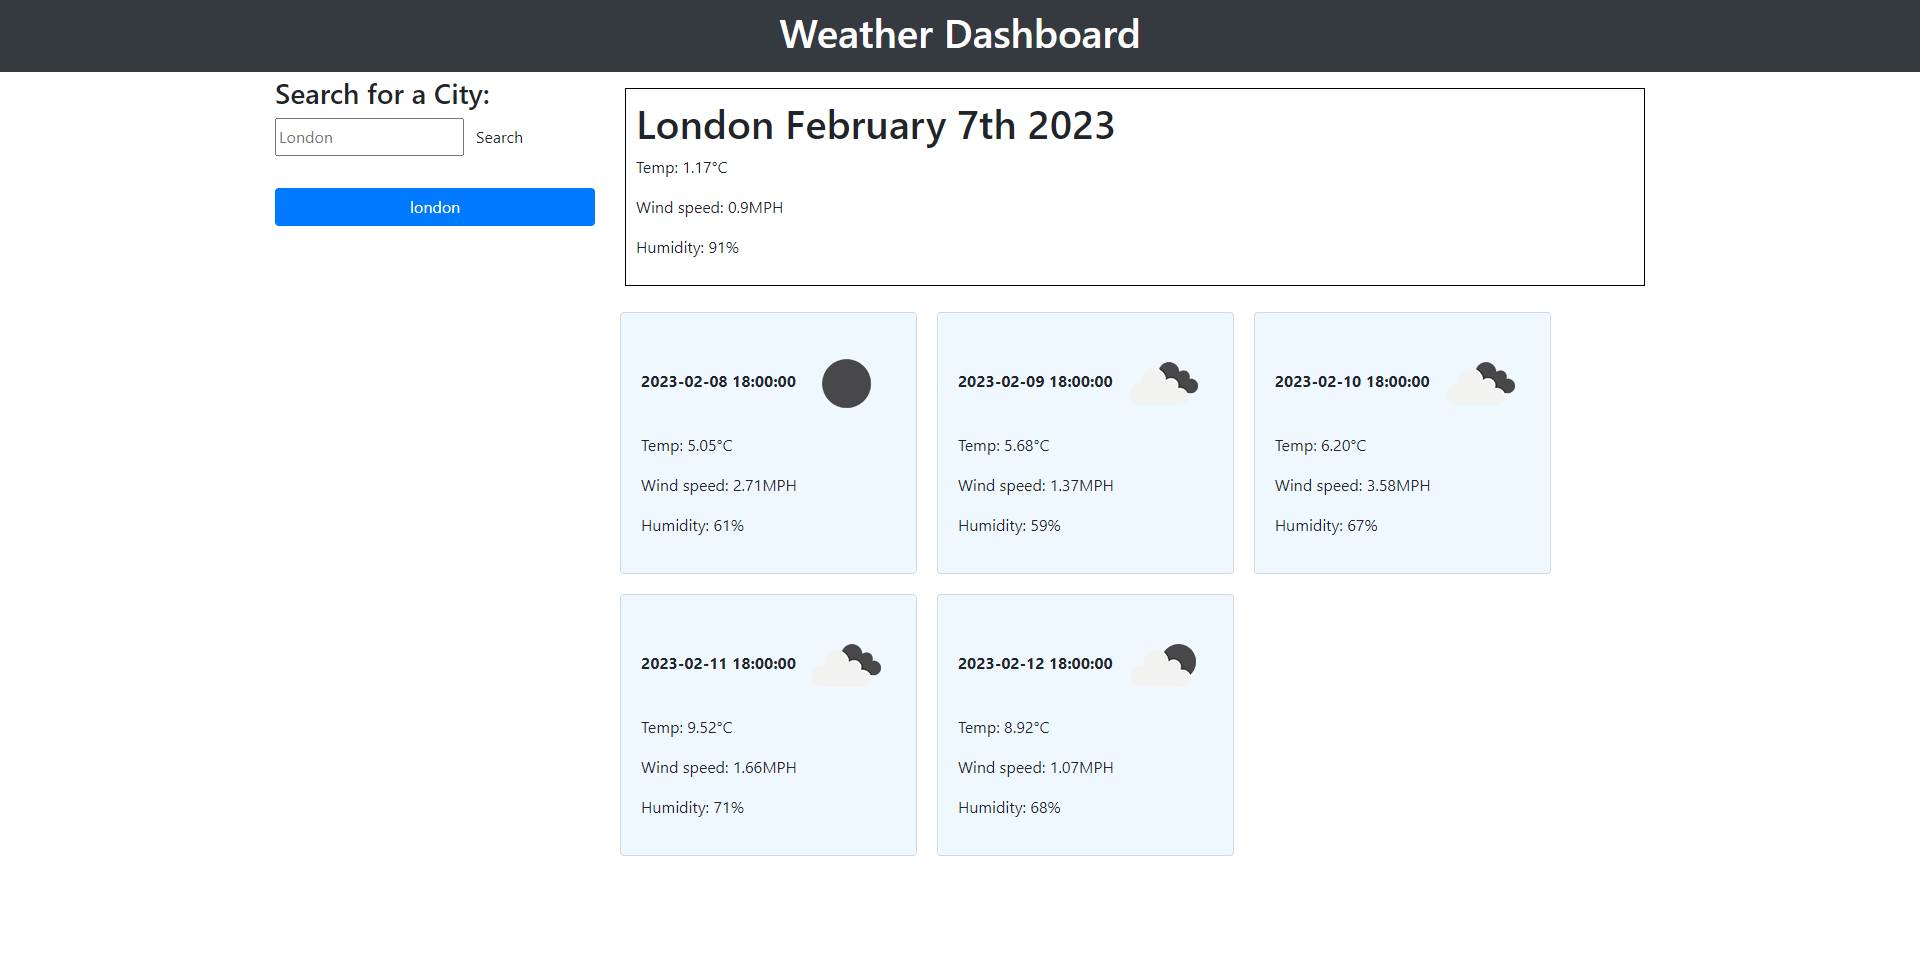 Weather Dashboard
Search for a City:
London
Search
london
London February 7th 2023
Temp: 1.17°C
Wind speed: 0.9MPH
Humidity: 91%
2023-02-08 18:00:00
Temp: 5.05°C
Wind speed: 2.71MPH
Humidity: 61%
2023-02-09 18:00:00
Temp: 5.68°C
Wind speed: 1.37MPH
Humidity: 59%
2023-02-10 18:00:00
Temp: 6.20°C
Wind speed: 3.58MPH
Humidity: 67%
2023-02-11 18:00:00
Temp: 9.52°C
Wind speed: 1.66MPH
Humidity: 71%
2023-02-12 18:00:00
Temp: 8.92°C
Wind speed: 1.07MPH
Humidity: 68%